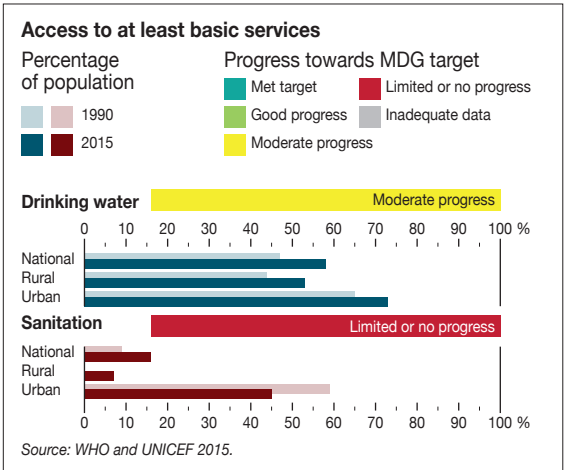 Access to at least basic services
Percentage
of population
1990
2015
Progress towards MDG target
Met target
Limited or no progress
Good progress
Inadequate data
Moderate progress
Drinking water
Moderate progress
0 10 20 30 40 50 60 70 80 90 100 %
National
Rural
Urban
Sanitation
Limited or no progress
National
Rural
Urban
0 10 20 30 40 50 60 70 80 90 100 %
Source: WHO and UNICEF 2015.